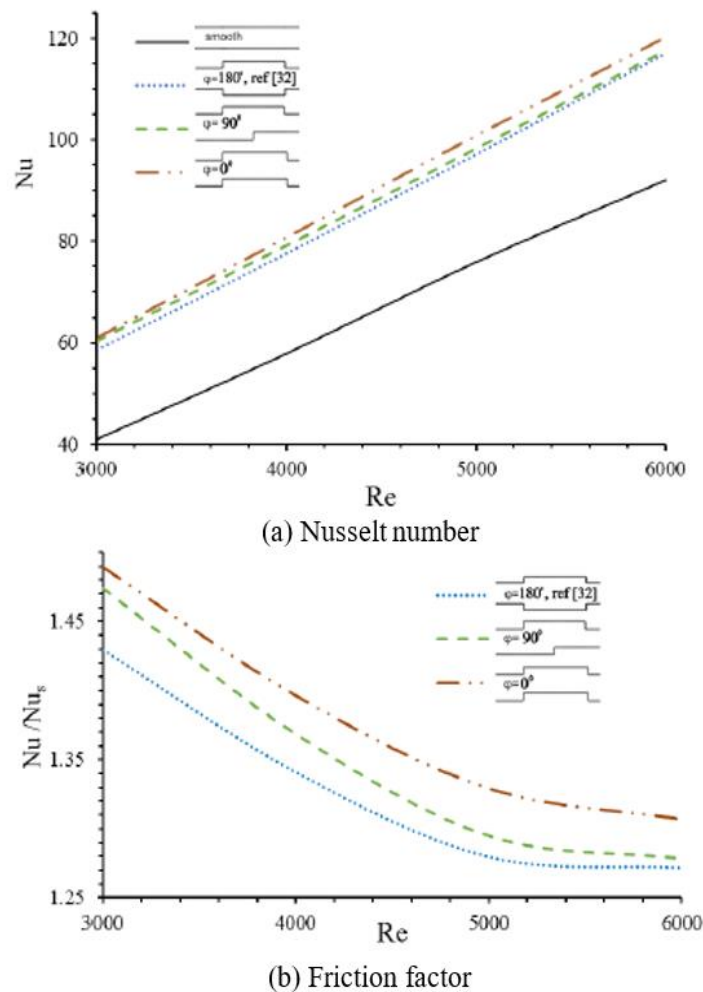 120
100
80
60
40
Nu
smooth
φ=180°, ref [32]
φ= 90°
φ=0°
3000
4000
5000
6000
Re
(a) Nusselt number
1.45
1.35
1.25
Nu /Nuₛ
φ=180°, ref [32]
φ= 90°
φ=0°
3000
4000
5000
6000
Re
(b) Friction factor